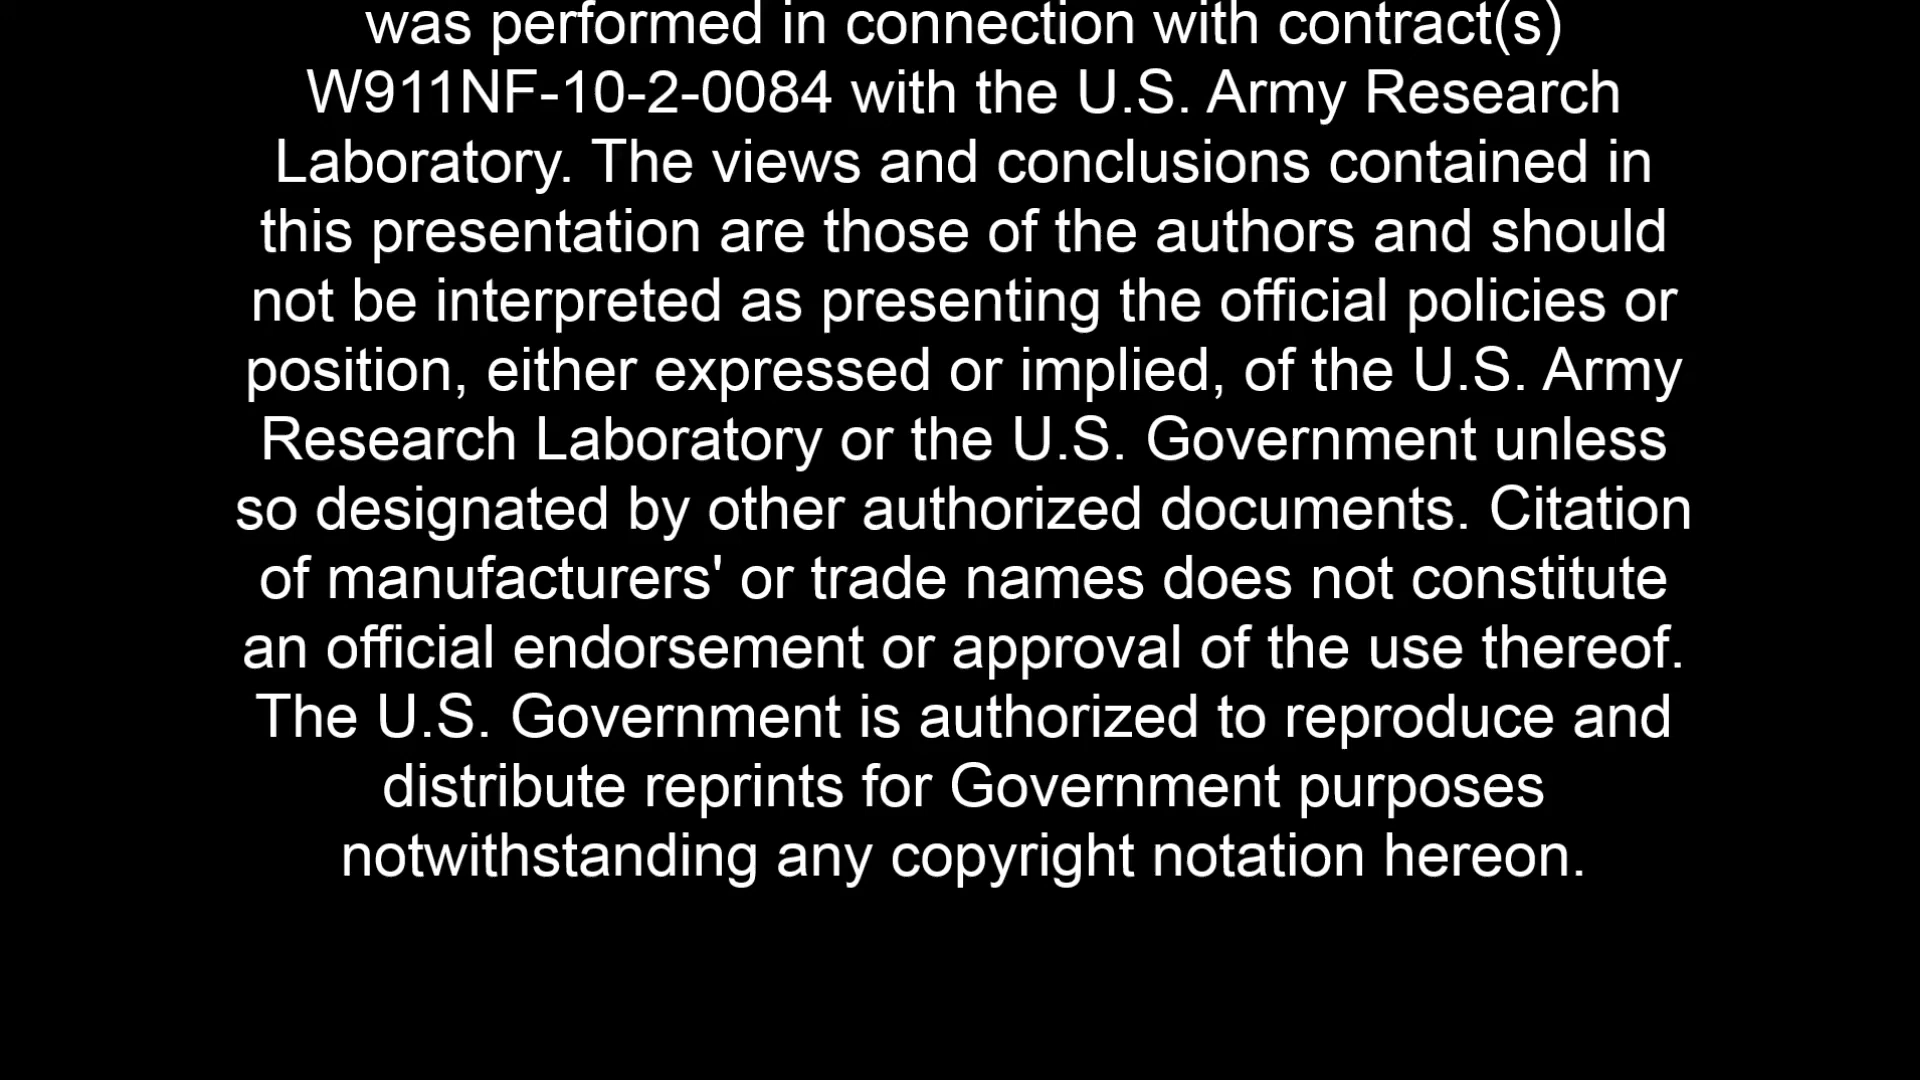 was performed in connection with contract(s)
W911NF-10-2-0084 with the U.S. Army Research
Laboratory. The views and conclusions contained in
this presentation are those of the authors and should
not be interpreted as presenting the official policies or
position, either expressed or implied, of the U.S. Army
Research Laboratory or the U.S. Government unless
so designated by other authorized documents. Citation
of manufacturers' or trade names does not constitute
an official endorsement or approval of the use thereof.
The U.S. Government is authorized to reproduce and
distribute reprints for Government purposes
notwithstanding any copyright notation hereon.